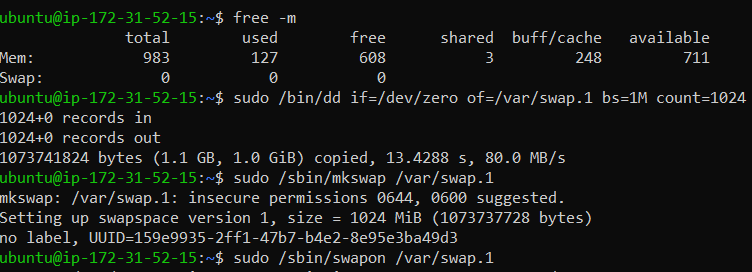 ubuntu@ip-172-31-52-15:~$ free -m
total used free shared buff/cache available
Mem: 983 127 608 3 248 711
Swap: 0 0 0
ubuntu@ip-172-31-52-15:~$ sudo /bin/dd if=/dev/zero of=/var/swap.1 bs=1M count=1024
1024+0 records in
1024+0 records out
1073741824 bytes (1.1 GB, 1.0 GiB) copied, 13.4288 s, 80.0 MB/s
ubuntu@ip-172-31-52-15:~$ sudo /sbin/mkswap /var/swap.1
mkswap: /var/swap.1: insecure permissions 0644, 0600 suggested.
Setting up swapspace version 1, size = 1024 MiB (1073737728 bytes)
no label, UUID=159e9935-2ff1-47b7-b4e2-8e95e3ba49d3
ubuntu@ip-172-31-52-15:~$ sudo /sbin/swapon /var/swap.1